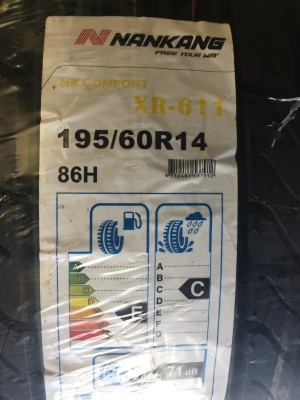 NANKANG
FREE YOUR WAY
NK COMFORT
XR-611
195/60R14
86H
A
B
C
D
E
F
G
E
A
B
C
D
E
F
G
C
71 dB